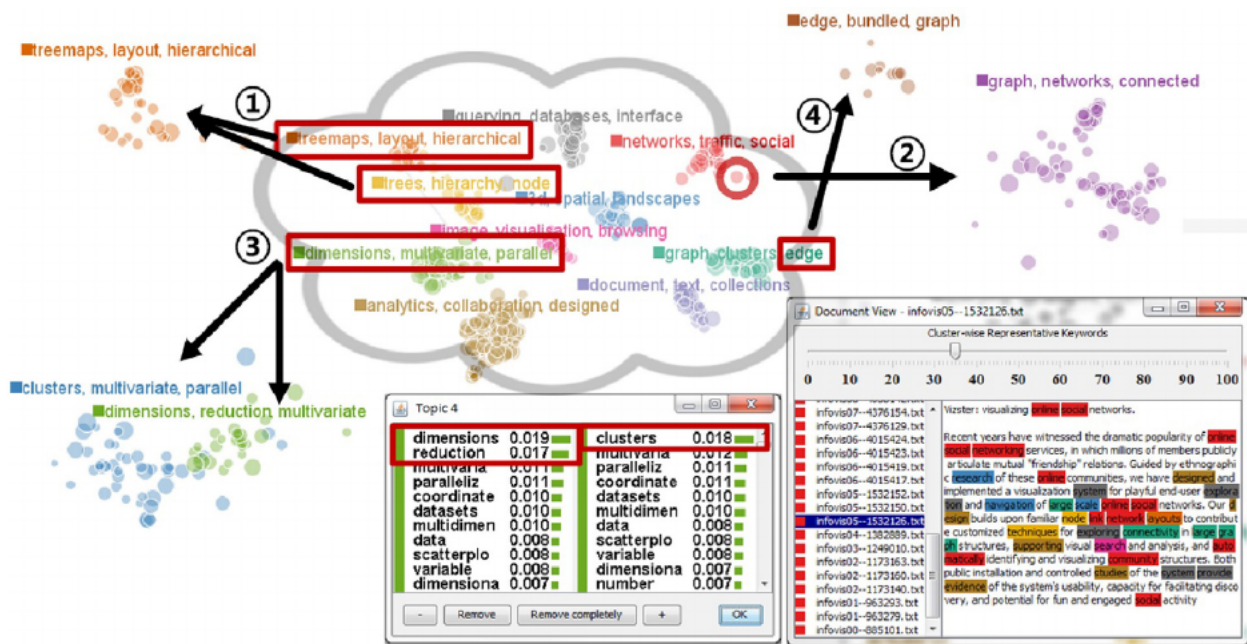 edge, bundled, graph
treemaps, layout, hierarchical
graph, networks, connected
①
④
querying, databases, interface
treemaps, layout, hierarchical
networks, traffic, social
②
trees, hierarchy, node
3d, spatial, landscapes
image, visualisation, browsing
③
dimensions, multivariate, parallel
graph, clusters, edge
document, text, collections
analytics, collaboration, designed
clusters, multivariate, parallel
dimensions, reduction, multivariate
Topic 4
dimensions 0.019
reduction 0.017
multivaria 0.011
paralleliz 0.011
coordinate 0.010
datasets 0.010
multidimen 0.010
data 0.008
scatterplo 0.008
variable 0.008
dimensiona 0.007
clusters 0.018
multivaria 0.012
paralleliz 0.011
coordinate 0.011
datasets 0.010
multidimen 0.010
data 0.008
scatterplo 0.008
variable 0.008
dimensiona 0.007
number 0.007
-
Remove
Remove completely
+
OK
Document View - infovis05--1532126.txt
Cluster-wise Representative Keywords
0 10 20 30 40 50 60 70 80 90 100
infovis07--4376154.txt
infovis07--4376129.txt
infovis06--4015424.txt
infovis06--4015423.txt
infovis06--4015419.txt
infovis06--4015417.txt
infovis05--1532152.txt
infovis05--1532150.txt
infovis05--1532126.txt
infovis04--1382889.txt
infovis03--1249010.txt
infovis02--1173163.txt
infovis02--1173160.txt
infovis02--1173140.txt
infovis01--963293.txt
infovis01--963279.txt
infovis00--885101.txt
Vizster: visualizing online social networks.
Recent years have witnessed the dramatic popularity of online
social networking services, in which millions of members publicly
articulate mutual "friendship" relations. Guided by ethnographi
c research of these online communities, we have designed and
implemented a visualization system for playful end-user explora
tion and navigation of large scale online social networks. Our d
esign builds upon familiar node link network layouts to contribut
e customized techniques for exploring connectivity in large gra
ph structures, supporting visual search and analysis, and auto
matically identifying and visualizing community structures. Both
public installation and controlled studies of the system provide
evidence of the system's usability, capacity for facilitating disco
very, and potential for fun and engaged social activity